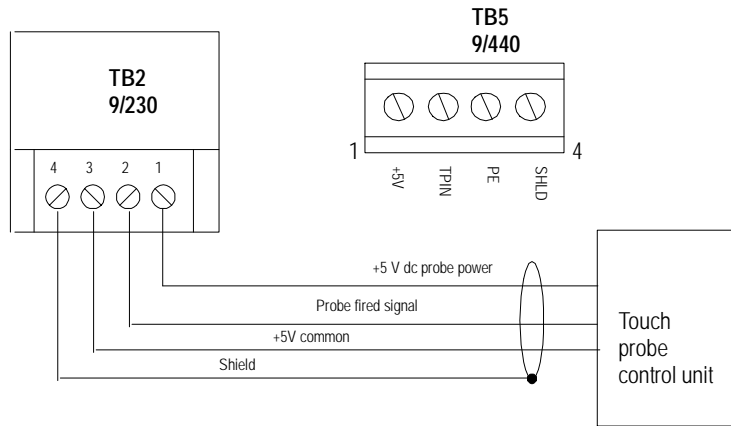 TB5
9/440
TB2
9/230
1
4
+5V
TPIN
PE
SHLD
4 3 2 1
+5 V dc probe power
Probe fired signal
+5V common
Shield
Touch
probe
control unit